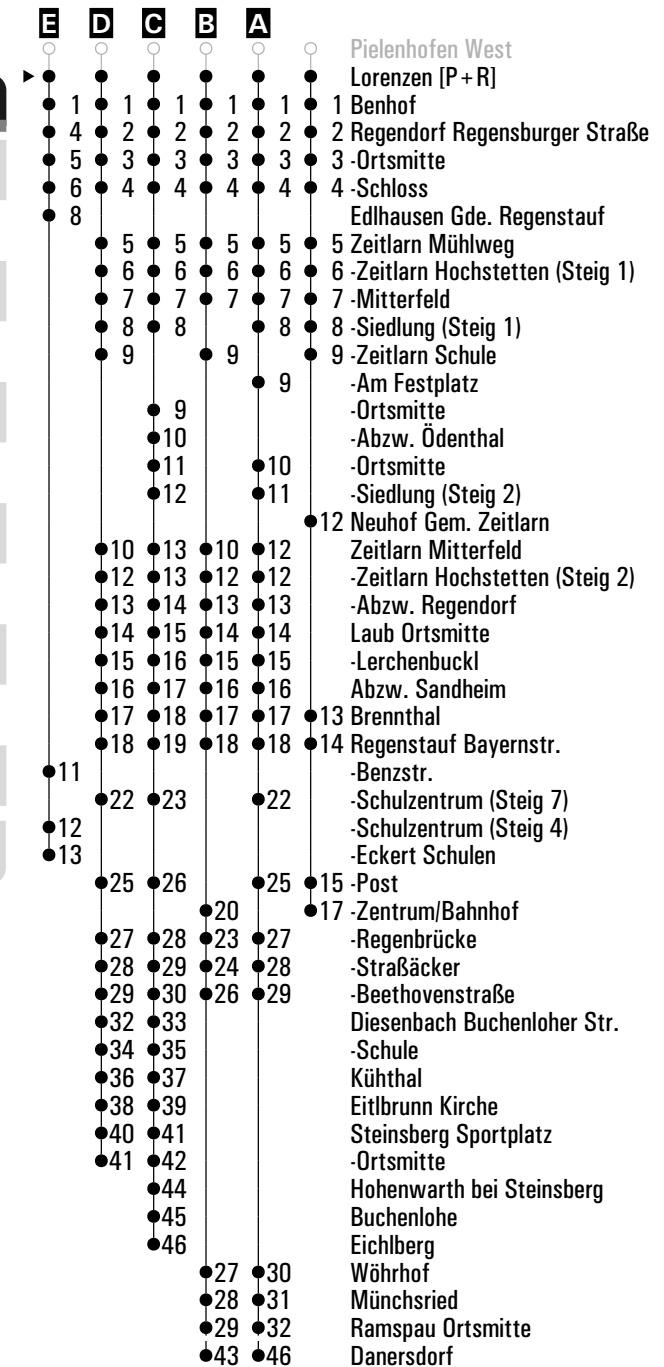 E D C B A
Pielenhofen West
Lorenzen [P+R]
1 1 1 1 1 1 Benhof
4 2 2 2 2 2 Regendorf Regensburger Straße
5 3 3 3 3 3 -Ortsmitte
6 4 4 4 4 4 -Schloss
8 Edlhausen Gde. Regenstauf
5 5 5 5 5 Zeitlarn Mühlweg
6 6 6 6 6 -Zeitlarn Hochstetten (Steig 1)
7 7 7 7 7 -Mitterfeld
8 8 8 8 -Siedlung (Steig 1)
9 9 9 -Zeitlarn Schule
9 -Am Festplatz
9 -Ortsmitte
10 -Abzw. Ödenthal
11 10 -Ortsmitte
12 11 -Siedlung (Steig 2)
12 Neuhof Gem. Zeitlarn
10 13 10 12 Zeitlarn Mitterfeld
12 13 12 12 -Zeitlarn Hochstetten (Steig 2)
13 14 13 13 -Abzw. Regendorf
14 15 14 14 Laub Ortsmitte
15 16 15 15 -Lerchenbuckl
16 17 16 16 Abzw. Sandheim
17 18 17 17 13 Brennthal
18 19 18 18 14 Regenstauf Bayernstr.
11 -Benzstr.
22 23 22 -Schulzentrum (Steig 7)
12 -Schulzentrum (Steig 4)
13 -Eckert Schulen
25 26 25 15 -Post
20 17 -Zentrum/Bahnhof
27 28 23 27 -Regenbrücke
28 29 24 28 -Straßäcker
29 30 26 29 -Beethovenstraße
32 33 Diesenbach Buchenloher Str.
34 35 -Schule
36 37 Kühthal
38 39 Eitlbrunn Kirche
40 41 Steinsberg Sportplatz
41 42 -Ortsmitte
44 Hohenwarth bei Steinsberg
45 Buchenlohe
46 Eichlberg
27 30 Wöhrhof
28 31 Münchsried
29 32 Ramspau Ortsmitte
43 46 Danersdorf